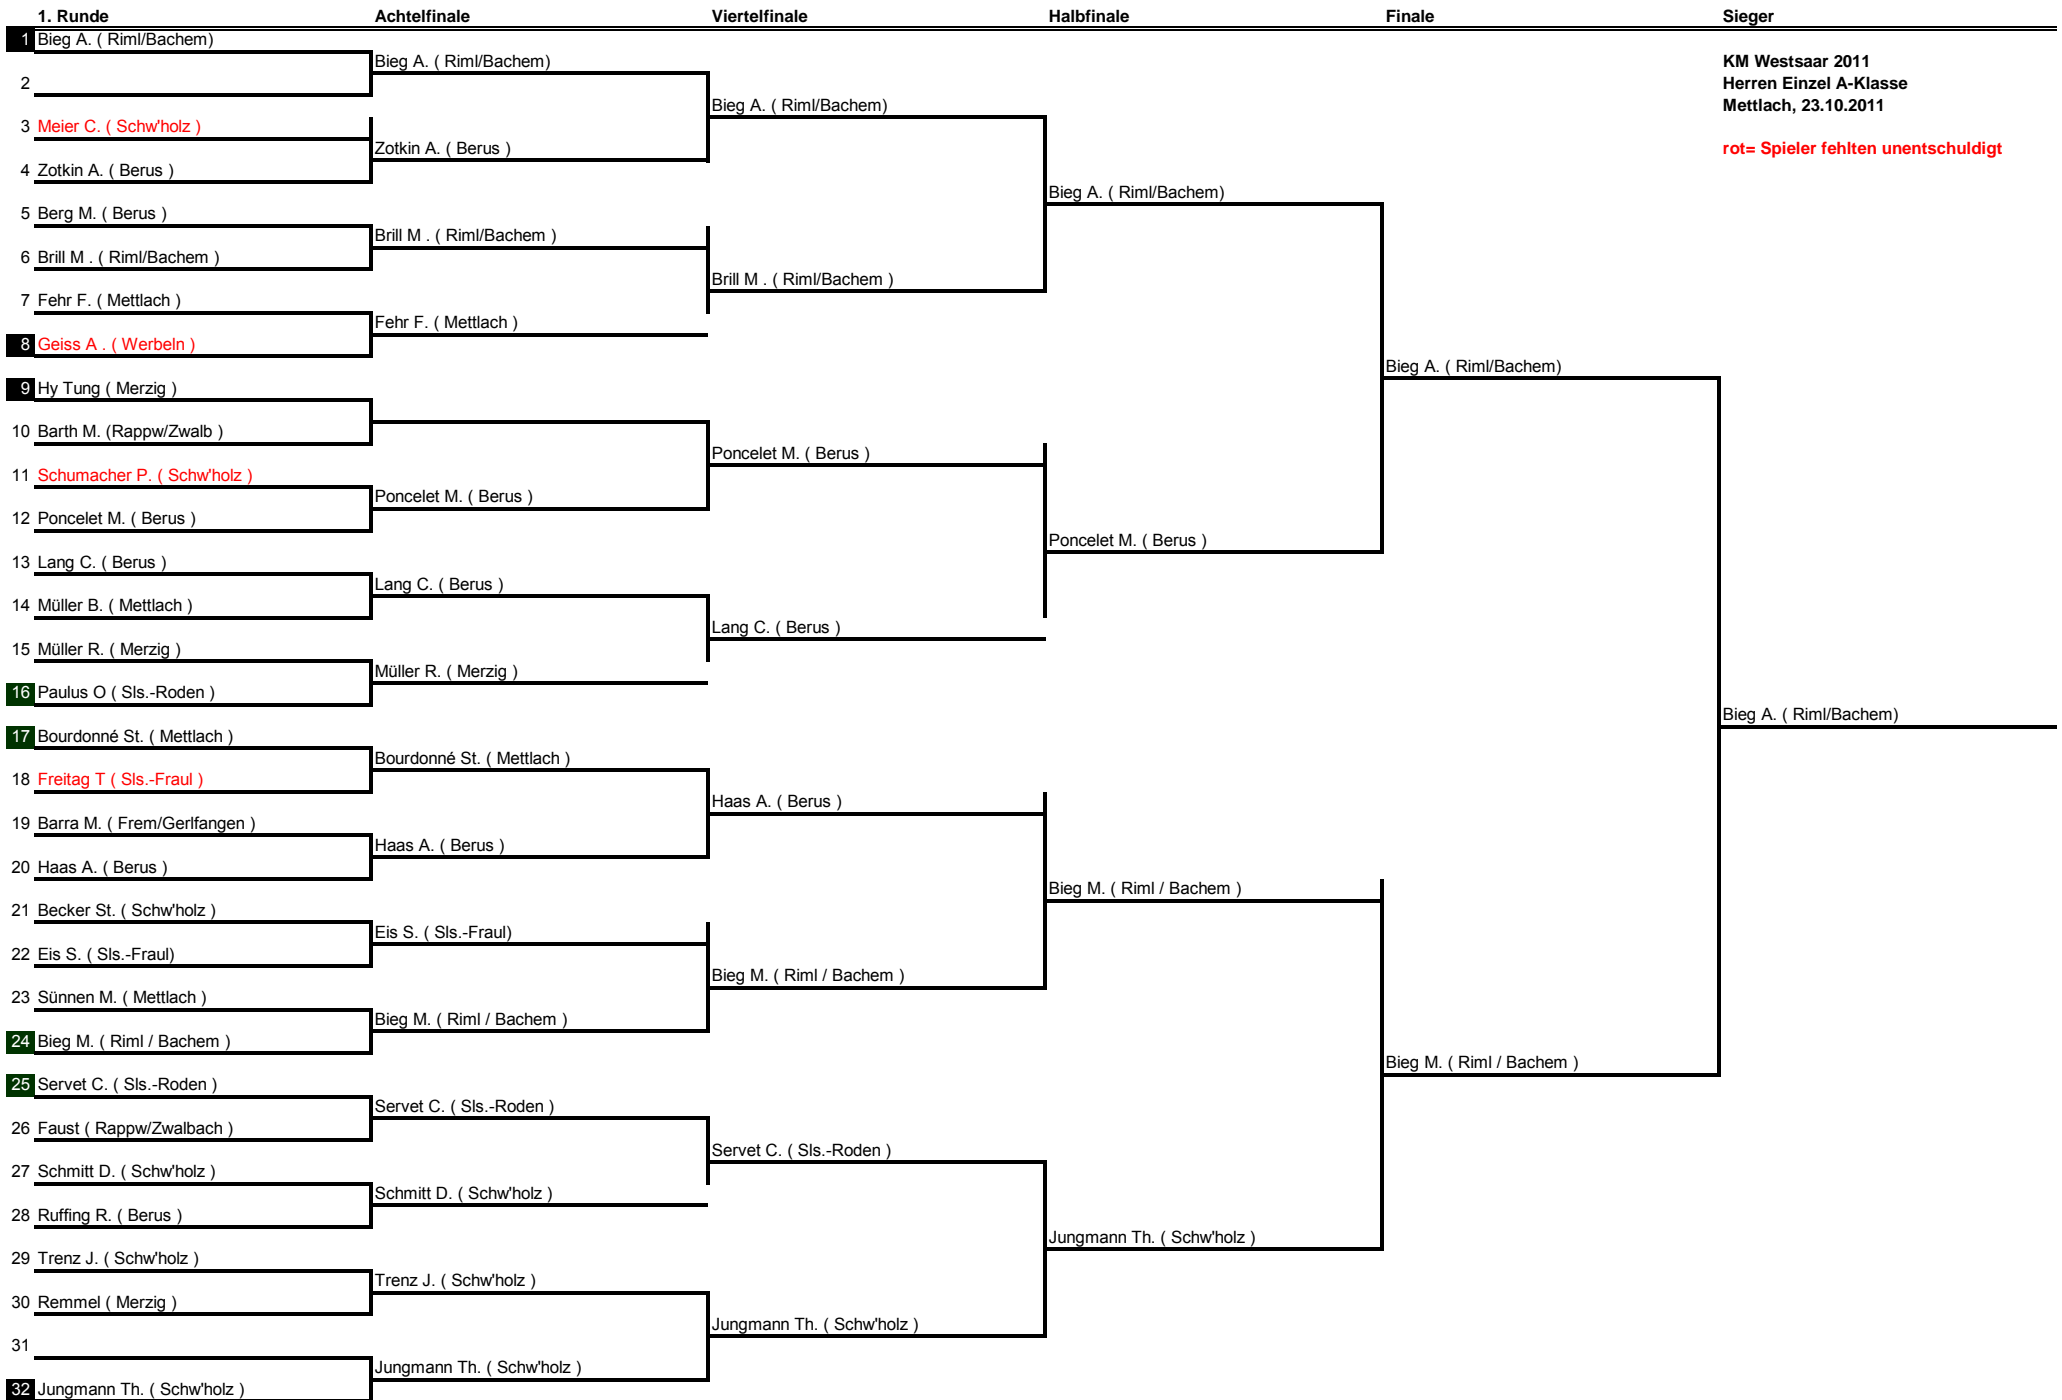 1. Runde Achtelfinale Viertelfinale Halbfinale Finale Sieger
1 Bieg A. ( Riml/Bachem)
Bieg A. ( Riml/Bachem) KM Westsaar 2011
2 Herren Einzel A-Klasse
Bieg A. ( Riml/Bachem) Mettlach, 23.10.2011
3 Meier C. ( Schw'holz )
Zotkin A. ( Berus ) rot= Spieler fehlten unentschuldigt
4 Zotkin A. ( Berus )
Bieg A. ( Riml/Bachem)
5 Berg M. ( Berus )
Brill M . ( Riml/Bachem )
6 Brill M . ( Riml/Bachem )
Brill M . ( Riml/Bachem )
7 Fehr F. ( Mettlach )
Fehr F. ( Mettlach )
8 Geiss A . ( Werbeln )
Bieg A. ( Riml/Bachem)
9 Hy Tung ( Merzig )
10 Barth M. (Rappw/Zwalb )
Poncelet M. ( Berus )
11 Schumacher P. ( Schw'holz )
Poncelet M. ( Berus )
12 Poncelet M. ( Berus )
Poncelet M. ( Berus )
13 Lang C. ( Berus )
Lang C. ( Berus )
14 Müller B. ( Mettlach )
Lang C. ( Berus )
15 Müller R. ( Merzig )
Müller R. ( Merzig )
16 Paulus O ( Sls.-Roden )
Bieg A. ( Riml/Bachem)
17 Bourdonné St. ( Mettlach )
Bourdonné St. ( Mettlach )
18 Freitag T ( Sls.-Fraul )
Haas A. ( Berus )
19 Barra M. ( Frem/Gerlfangen )
Haas A. ( Berus )
20 Haas A. ( Berus )
Bieg M. ( Riml / Bachem )
21 Becker St. ( Schw'holz )
Eis S. ( Sls.-Fraul)
22 Eis S. ( Sls.-Fraul)
Bieg M. ( Riml / Bachem )
23 Sünnen M. ( Mettlach )
Bieg M. ( Riml / Bachem )
24 Bieg M. ( Riml / Bachem )
Bieg M. ( Riml / Bachem )
25 Servet C. ( Sls.-Roden )
Servet C. ( Sls.-Roden )
26 Faust ( Rappw/Zwalbach )
Servet C. ( Sls.-Roden )
27 Schmitt D. ( Schw'holz )
Schmitt D. ( Schw'holz )
28 Ruffing R. ( Berus )
Jungmann Th. ( Schw'holz )
29 Trenz J. ( Schw'holz )
Trenz J. ( Schw'holz )
30 Remmel ( Merzig )
Jungmann Th. ( Schw'holz )
31
Jungmann Th. ( Schw'holz )
32 Jungmann Th. ( Schw'holz )